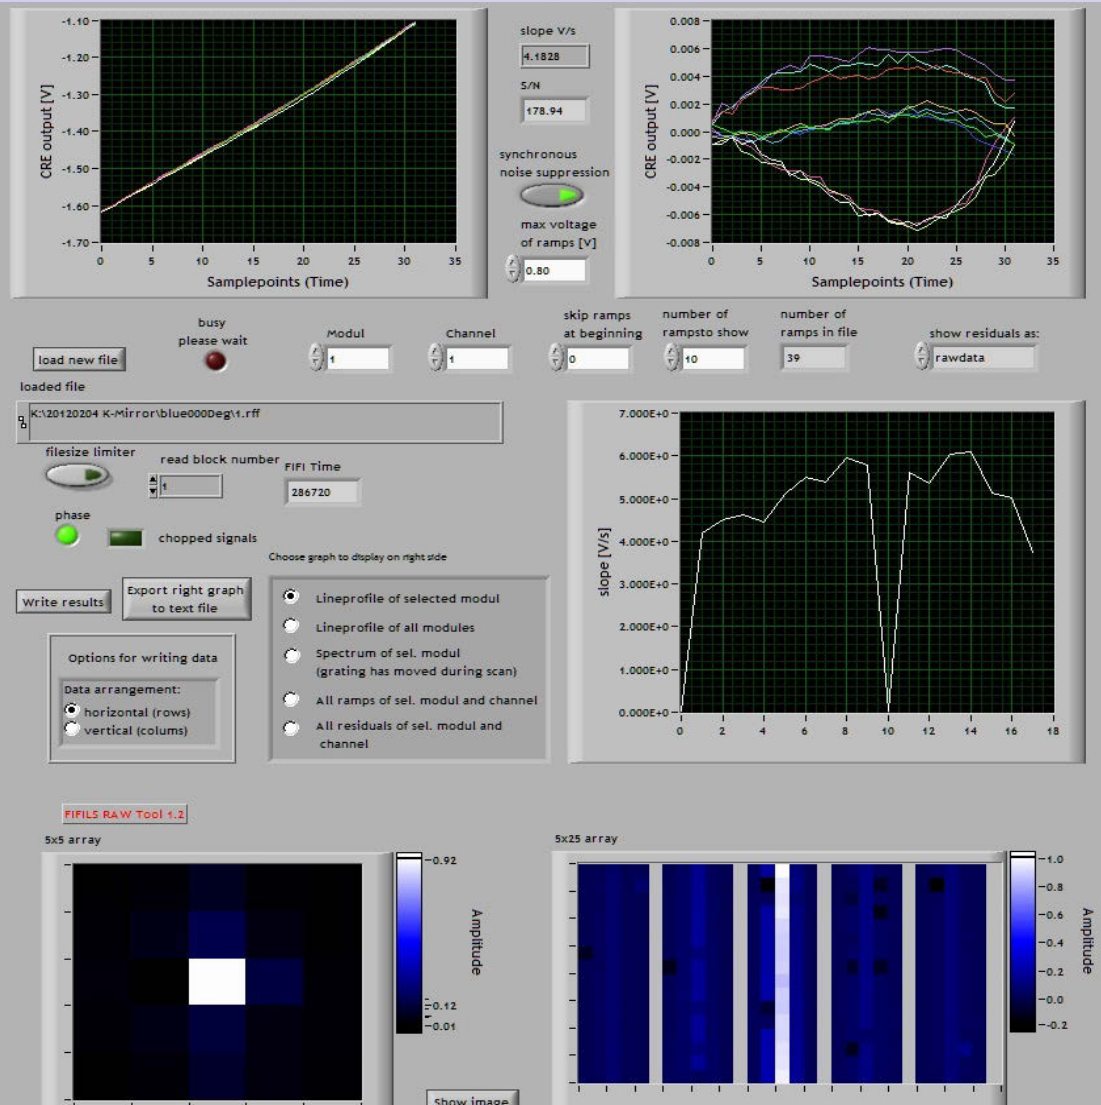 -1.10
-1.20
-1.30
-1.40
-1.50
-1.60
-1.70
CRE output [V]
0 5 10 15 20 25 30 35
Samplepoints (Time)
slope V/s
4.1828
S/N
178.94
synchronous
noise suppression
max voltage
of ramps [V]
0.80
0.008
0.006
0.004
0.002
0.000
-0.002
-0.004
-0.006
-0.008
CRE output [V]
0 5 10 15 20 25 30 35
Samplepoints (Time)
load new file
busy
please wait
Modul
1
Channel
1
skip ramps
at beginning
0
number of
rampsto show
10
number of
ramps in file
39
show residuals as:
rawdata
loaded file
K:\20120204 K-Mirror\blue000Deg\1.rff
filesize limiter
read block number
1
FIFI Time
286720
phase
chopped signals
Write results
Export right graph
to text file
Options for writing data
Data arrangement:
horizontal (rows)
vertical (colums)
Choose graph to display on right side
Lineprofile of selected modul
Lineprofile of all modules
Spectrum of sel. modul
(grating has moved during scan)
All ramps of sel. modul and channel
All residuals of sel. modul and
channel
7.000E+0
6.000E+0
5.000E+0
4.000E+0
3.000E+0
2.000E+0
1.000E+0
0.000E+0
slope [V/s]
0 2 4 6 8 10 12 14 16 18
FIFILS RAW Tool 1.2
5x5 array
-0.92
-0.12
-0.01
Amplitude
Show image
5x25 array
-1.0
-0.8
-0.6
-0.4
-0.2
-0.0
--0.2
Amplitude